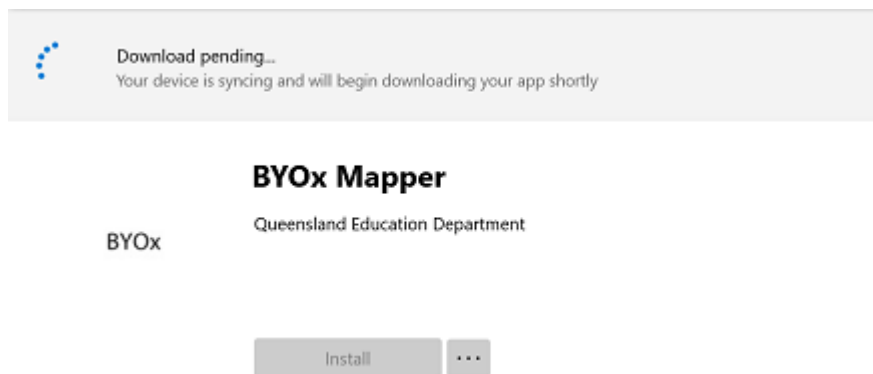 Download pending...
Your device is syncing and will begin downloading your app shortly
BYOx Mapper
Queensland Education Department
BYOx
Install
...